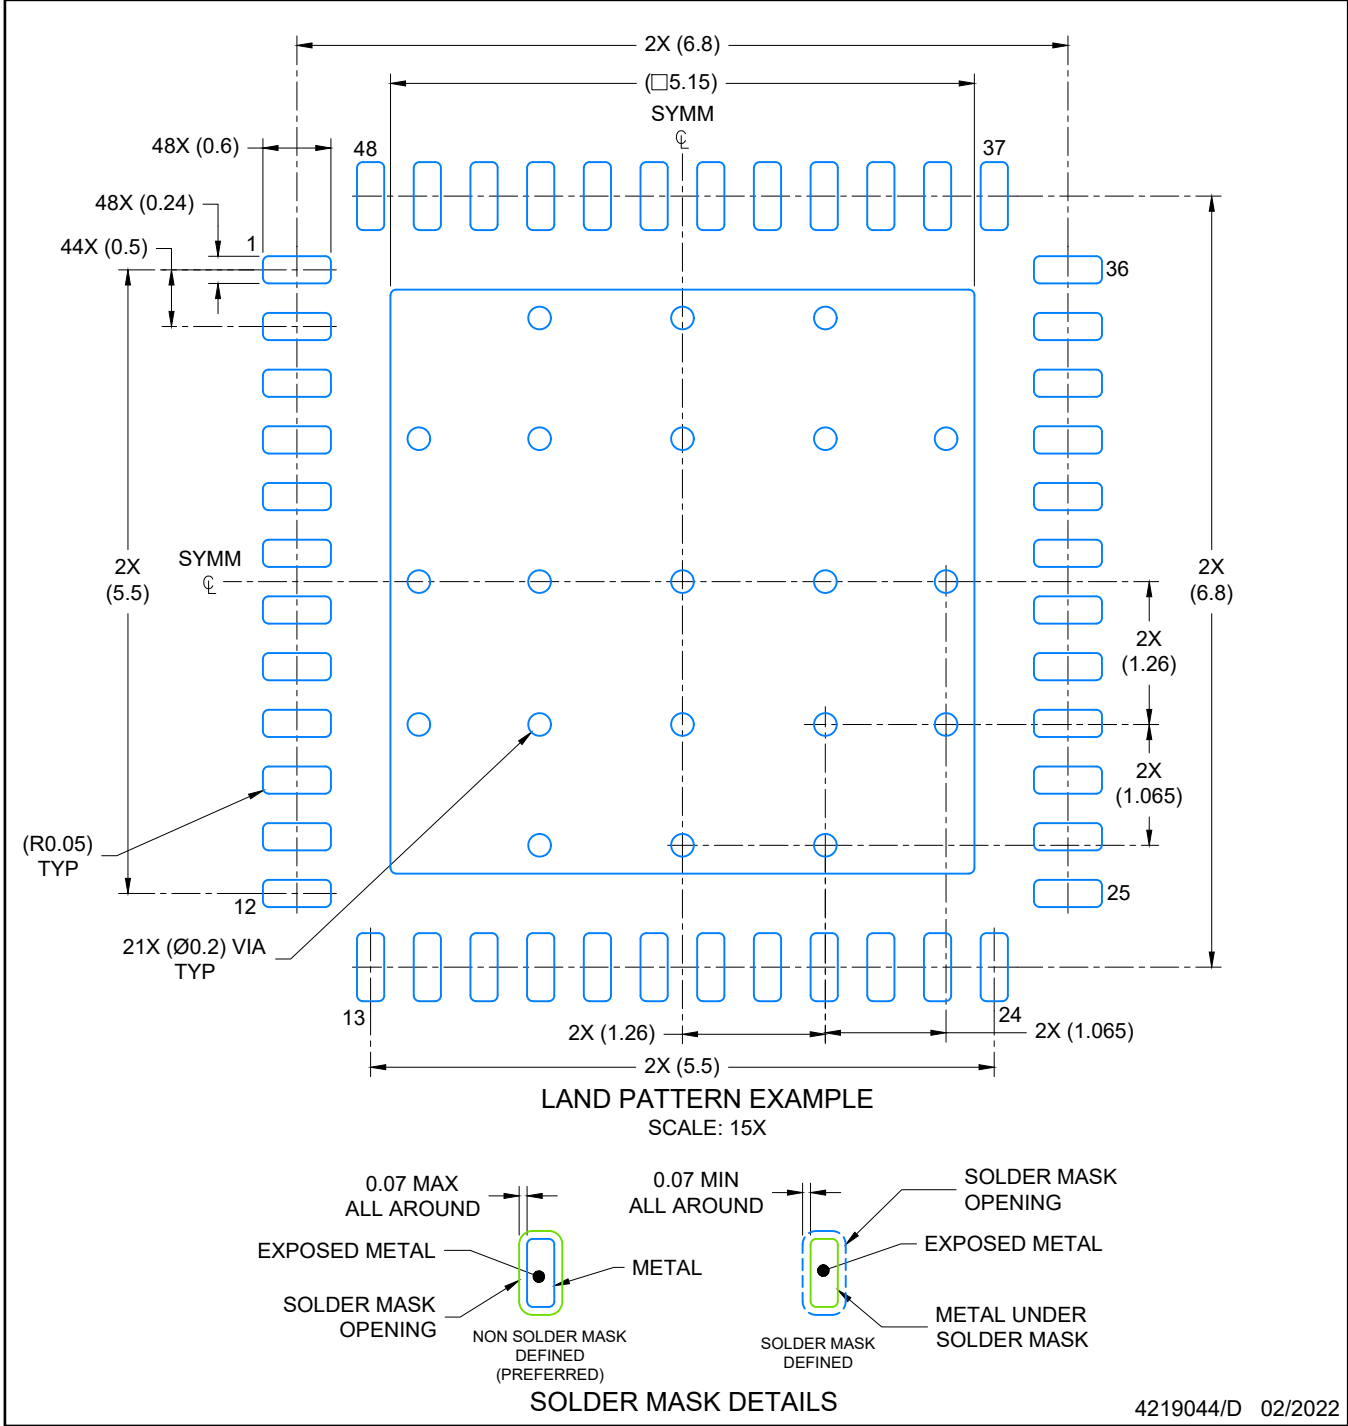 2X (6.8)
(□5.15)
SYMM
℄
48X (0.6)
48
37
48X (0.24)
44X (0.5)
1
36
SYMM
℄
2X
(5.5)
2X
(6.8)
2X
(1.26)
2X
(1.065)
(R0.05)
TYP
12
25
21X (Ø0.2) VIA
TYP
13
24
2X (1.26)
2X (1.065)
2X (5.5)
LAND PATTERN EXAMPLE
SCALE: 15X
0.07 MAX
ALL AROUND
EXPOSED METAL
METAL
SOLDER MASK
OPENING
NON SOLDER MASK
DEFINED
(PREFERRED)
0.07 MIN
ALL AROUND
SOLDER MASK
OPENING
EXPOSED METAL
METAL UNDER
SOLDER MASK
SOLDER MASK
DEFINED
SOLDER MASK DETAILS
4219044/D 02/2022